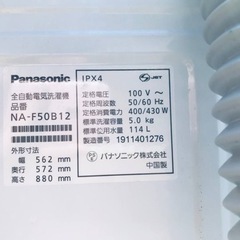 Panasonic
全自動電気洗濯機
品番
NA-F50B12
外形寸法
幅 562 mm
奥行 572 mm
高さ 880 mm
IPX4
JET
定格電圧 100 V ～
定格周波数 50/60 Hz
定格消費電力 400/430 W
標準洗濯容量 5.0 kg
標準水量 114 L
製造番号 1911401276
パナソニック株式会社
中国製